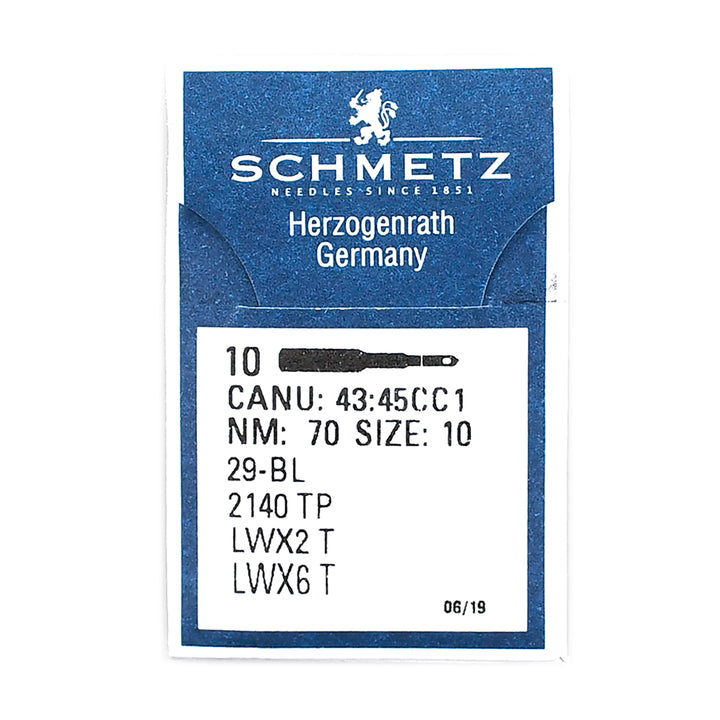 SCHMETZ
NEEDLES SINCE 1851
Herzogenrath
Germany
10
CANU: 43:45CC1
NM: 70 SIZE: 10
29-BL
2140 TP
LWX2 T
LWX6 T
06/19